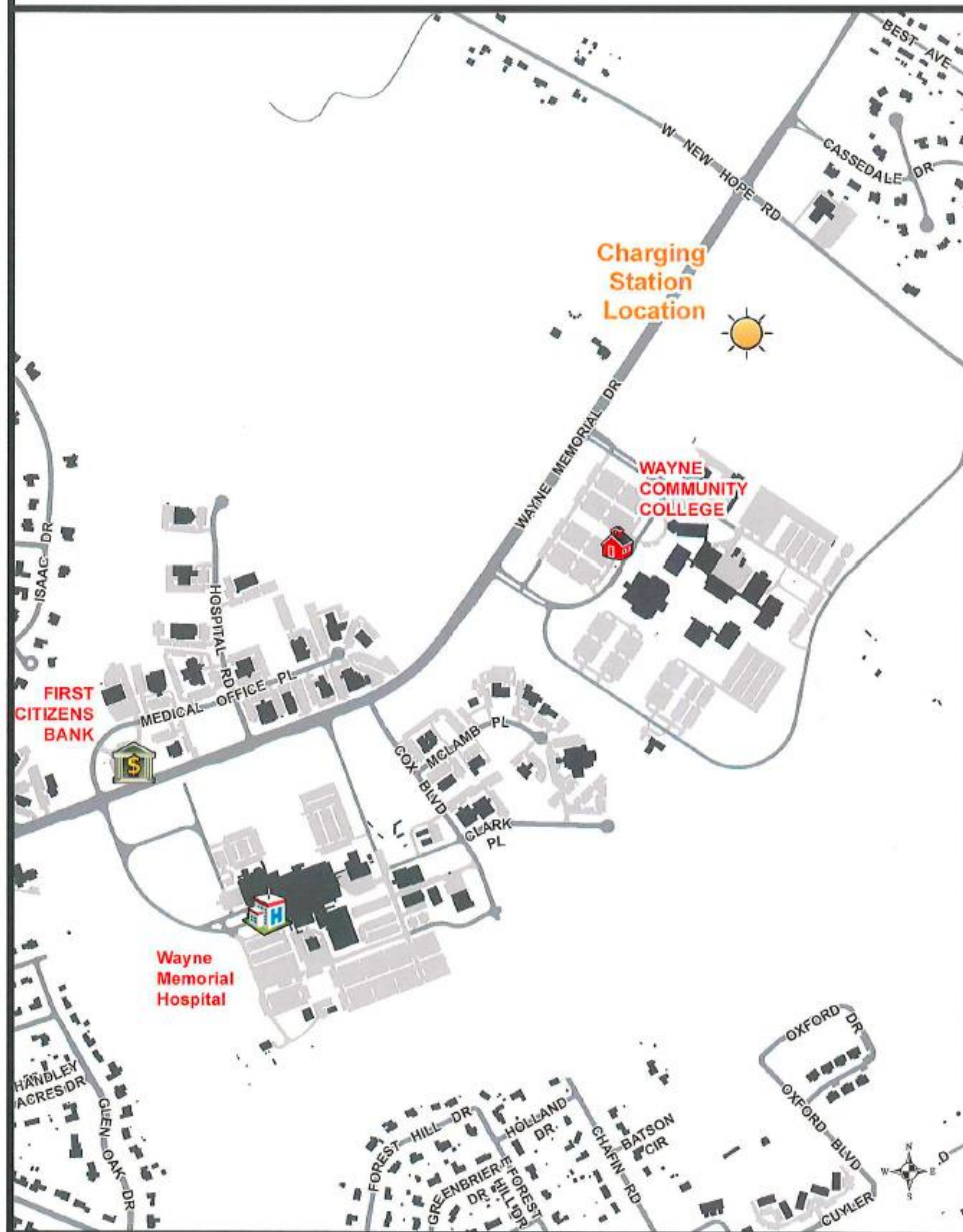 BEST AVE
W NEW HOPE RD
CASSEDALE DR
Charging
Station
Location
WAYNE MEMORIAL DR
WAYNE
COMMUNITY
COLLEGE
ISAAC DR
HOSPITAL RD
MEDICAL OFFICE PL
FIRST
CITIZENS
BANK
$
MCLAMB PL
COX BLVD
CLARK
PL
H
Wayne
Memorial
Hospital
OXFORD DR
HANDLEY
ACRES DR
GLEN OAK DR
FOREST HILL DR
HOLLAND
DR
GREENBRIER
DR
E FOREST
HILL DR
CHAFIN RD
BATSON
CIR
OXFORD BLVD
N
W E
S
D
CUYLER